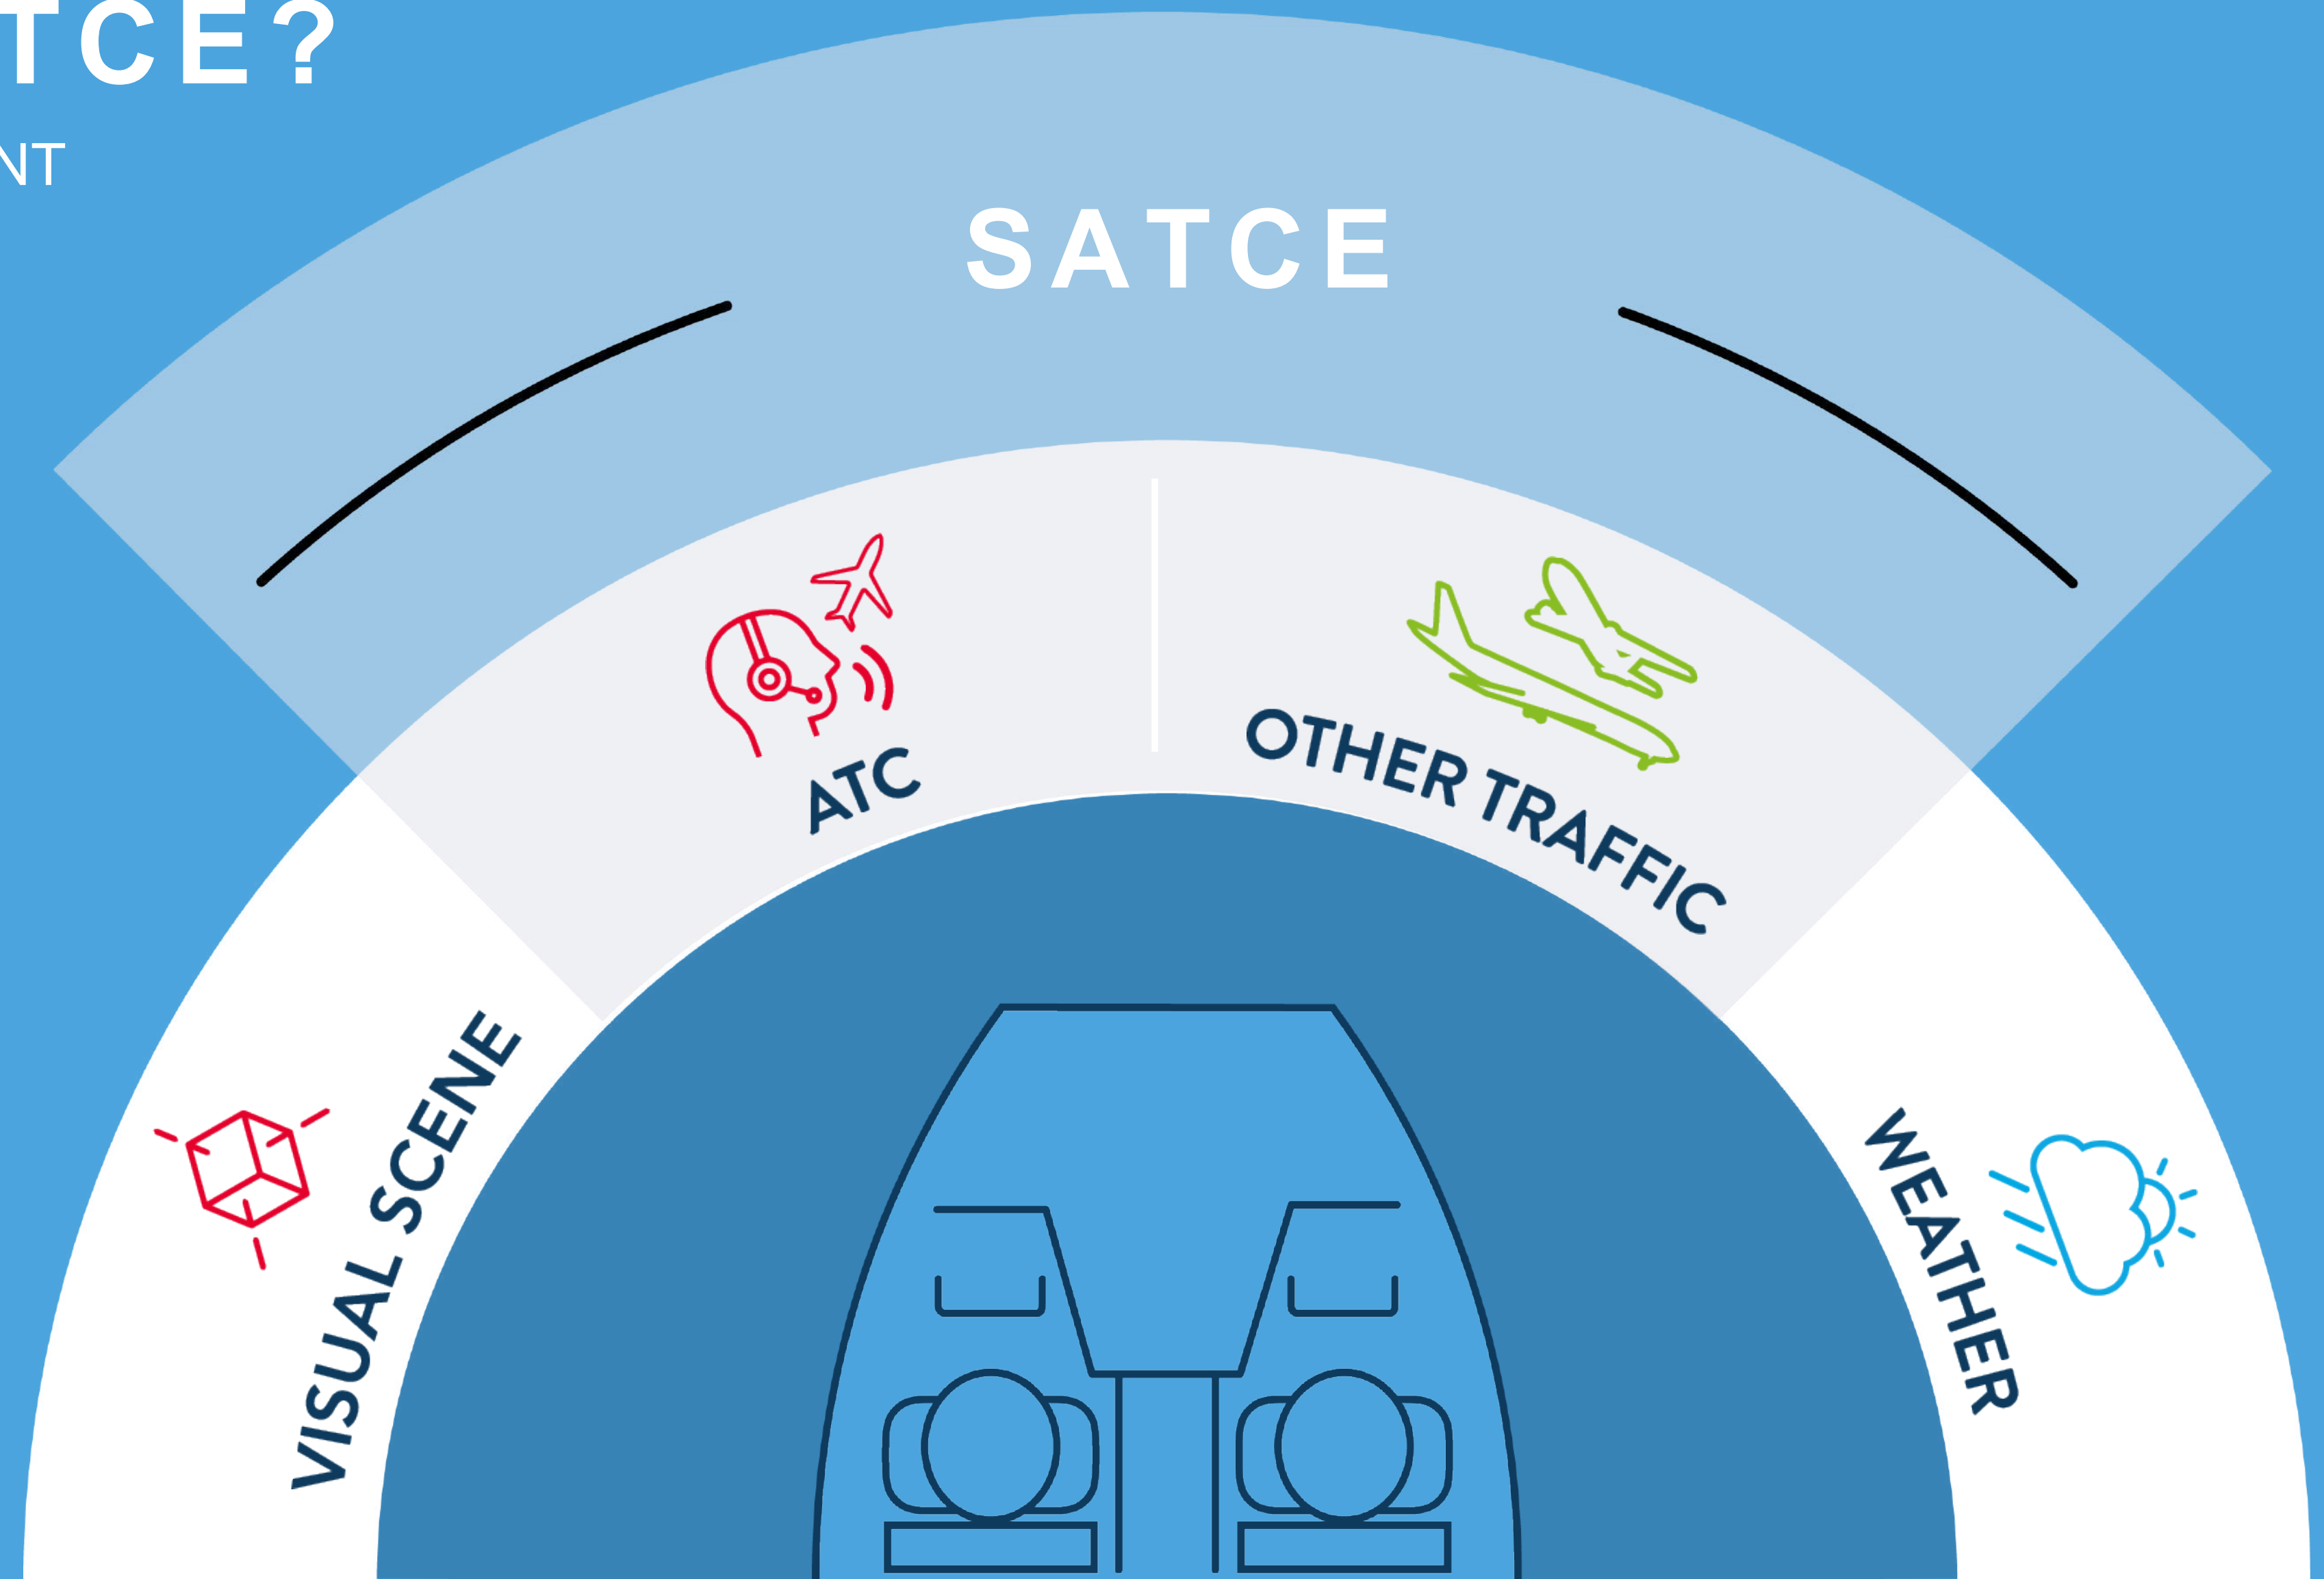 TCE?
NT
SATCE
ATC
OTHER TRAFFIC
VISUAL SCENE
WEATHER